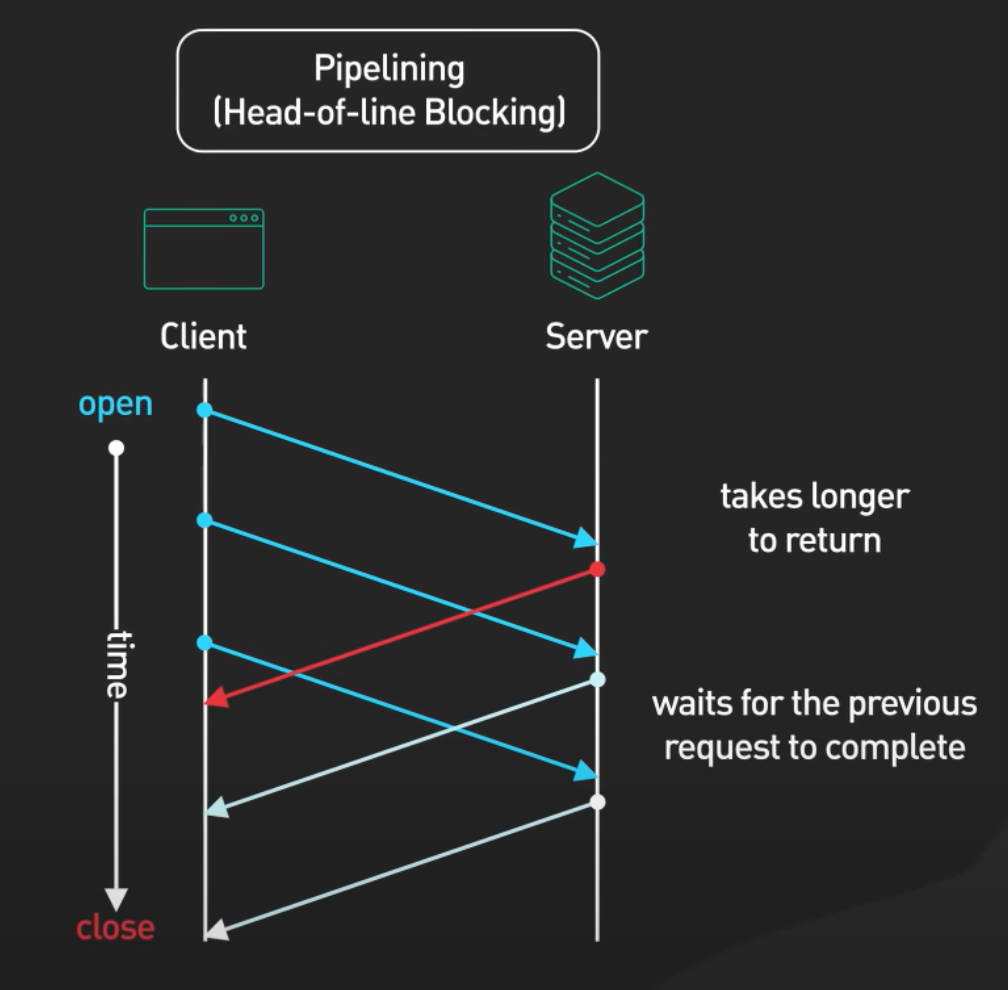 Pipelining
(Head-of-line Blocking)
Client
Server
open
takes longer
to return
time
waits for the previous
request to complete
close